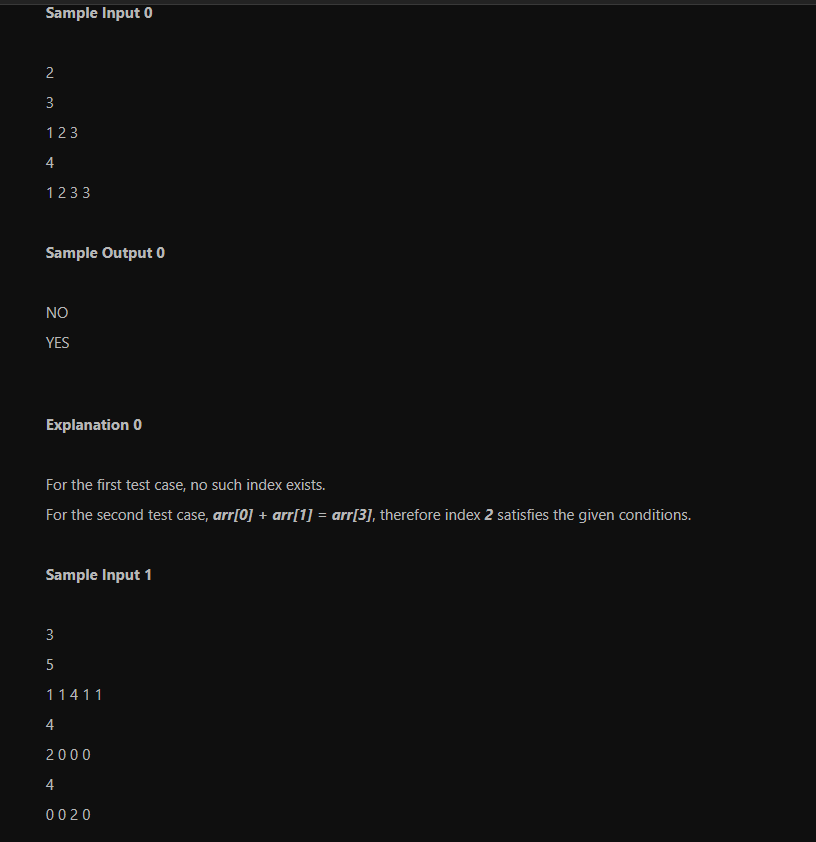 Sample Input 0
2
3
1 2 3
4
1 2 3 3
Sample Output 0
NO
YES
Explanation 0
For the first test case, no such index exists.
For the second test case, arr[0] + arr[1] = arr[3], therefore index 2 satisfies the given conditions.
Sample Input 1
3
5
1 1 4 1 1
4
2 0 0 0
4
0 0 2 0